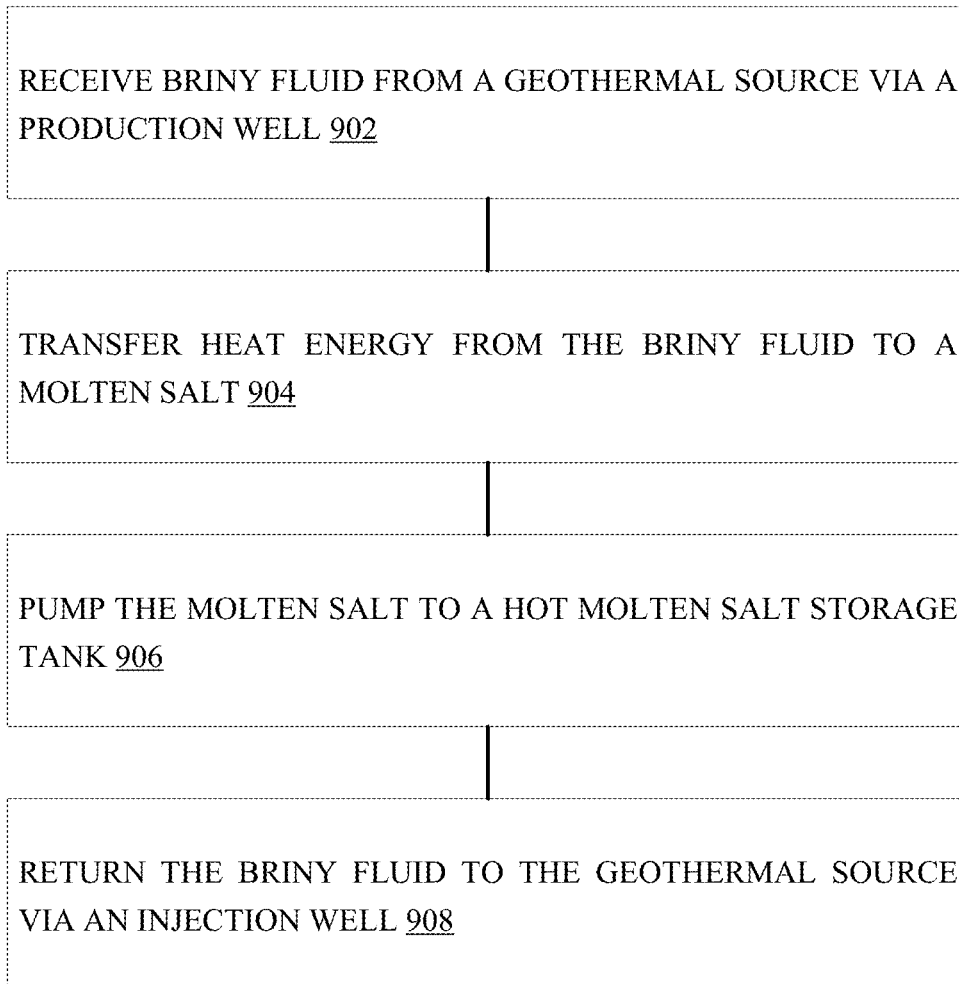 RECEIVE BRINY FLUID FROM A GEOTHERMAL SOURCE VIA A
PRODUCTION WELL 902
TRANSFER HEAT ENERGY FROM THE BRINY FLUID TO A
MOLTEN SALT 904
PUMP THE MOLTEN SALT TO A HOT MOLTEN SALT STORAGE
TANK 906
RETURN THE BRINY FLUID TO THE GEOTHERMAL SOURCE
VIA AN INJECTION WELL 908